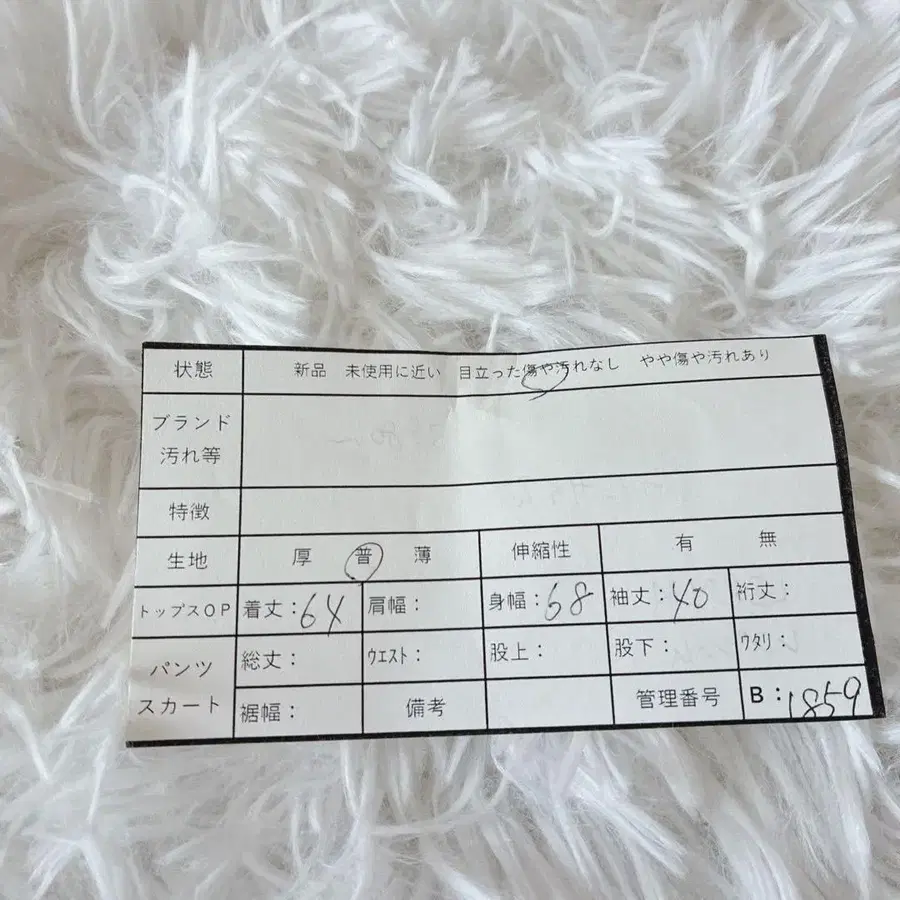 状態 新品 未使用に近い 目立った傷や汚れなし やや傷や汚れあり
ブランド
汚れ等
特徴
生地 厚 普 薄 伸縮性 有 無
トップスOP 着丈：64 肩幅： 身幅：68 袖丈：40 裄丈：
パンツ
スカート
総丈： ウエスト： 股上： 股下： ワタリ：
裾幅： 備考 管理番号 B：1859